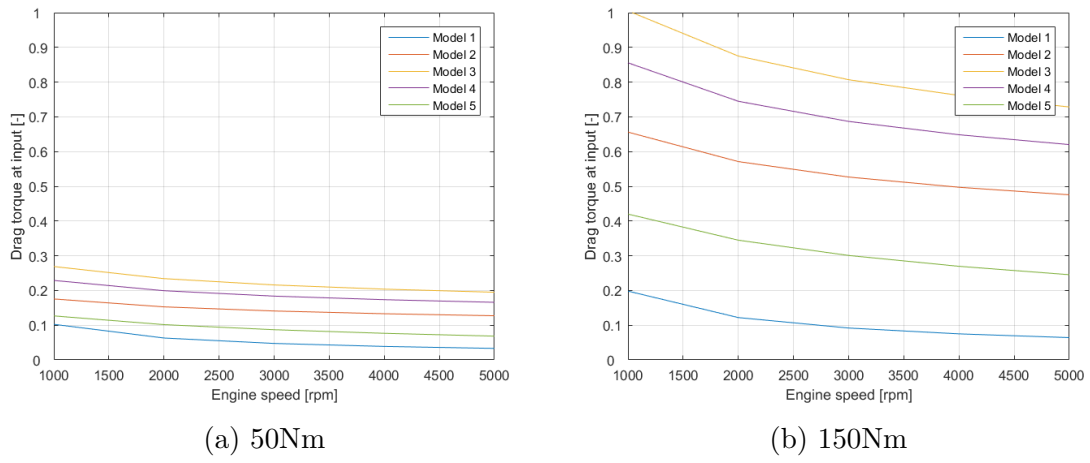 1
0.9
0.8
0.7
0.6
0.5
0.4
0.3
0.2
0.1
0
Drag torque at input [-]
Model 1
Model 2
Model 3
Model 4
Model 5
1000 1500 2000 2500 3000 3500 4000 4500 5000
Engine speed [rpm]
(a) 50Nm
1
0.9
0.8
0.7
0.6
0.5
0.4
0.3
0.2
0.1
0
Drag torque at input [-]
Model 1
Model 2
Model 3
Model 4
Model 5
1000 1500 2000 2500 3000 3500 4000 4500 5000
Engine speed [rpm]
(b) 150Nm